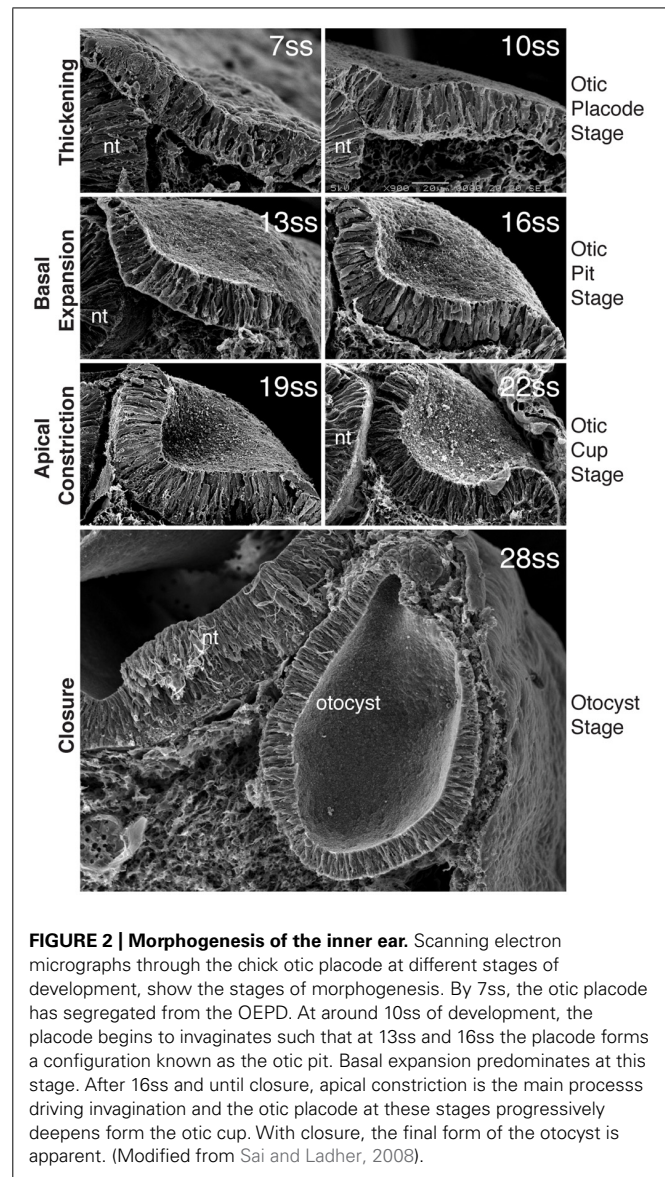 Thickening
7ss
nt
10ss
nt
5kU X900 20μm 0000 20 20 SEI
Otic
Placode
Stage
Basal
Expansion
13ss
nt
16ss
Otic
Pit
Stage
Apical
Constriction
19ss
22ss
nt
Otic
Cup
Stage
Closure
28ss
nt
otocyst
Otocyst
Stage
FIGURE 2 | Morphogenesis of the inner ear. Scanning electron
micrographs through the chick otic placode at different stages of
development, show the stages of morphogenesis. By 7ss, the otic placode
has segregated from the OEPD. At around 10ss of development, the
placode begins to invaginates such that at 13ss and 16ss the placode forms
a configuration known as the otic pit. Basal expansion predominates at this
stage. After 16ss and until closure, apical constriction is the main processs
driving invagination and the otic placode at these stages progressively
deepens form the otic cup. With closure, the final form of the otocyst is
apparent. (Modified from Sai and Ladher, 2008).